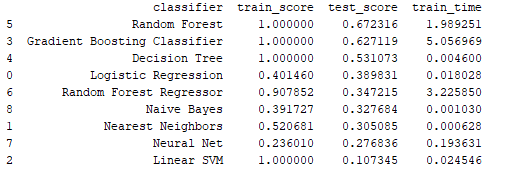 classifier train_score test_score train_time
5 Random Forest 1.000000 0.672316 1.989251
3 Gradient Boosting Classifier 1.000000 0.627119 5.056969
4 Decision Tree 1.000000 0.531073 0.004600
0 Logistic Regression 0.401460 0.389831 0.018028
6 Random Forest Regressor 0.907852 0.347215 3.225850
8 Naive Bayes 0.391727 0.327684 0.001030
1 Nearest Neighbors 0.520681 0.305085 0.000628
7 Neural Net 0.236010 0.276836 0.193631
2 Linear SVM 1.000000 0.107345 0.024546